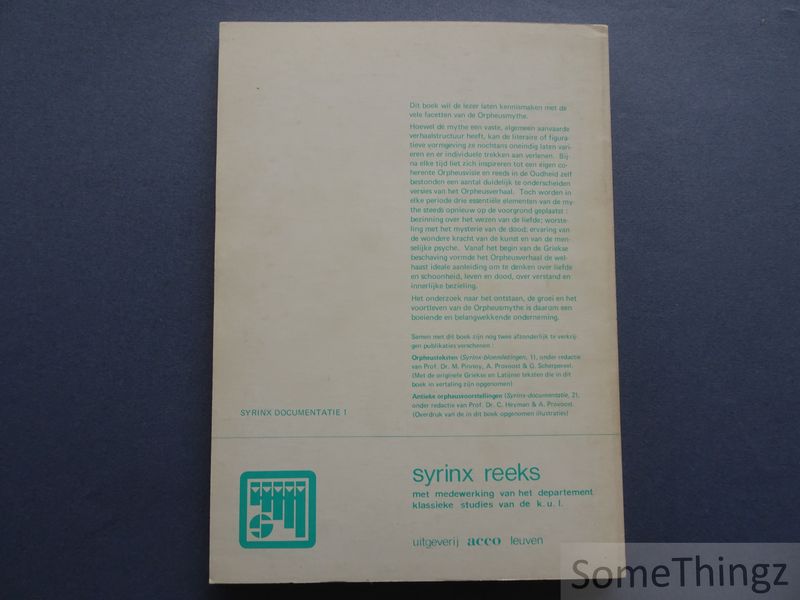 Dit boek wil de lezer laten kennismaken met de
vele facetten van de Orpheusmythe.
Hoewel de mythe een vaste, algemeen aanvaarde
verhaalstructuur heeft, kan de literaire of figura-
tieve vormgeving ze nochtans oneindig laten vari-
eren en er individuele trekken aan verlenen. Bij-
na elke tijd liet zich inspireren tot een eigen co-
herente Orpheusvisie en reeds in de Oudheid zelf
bestonden een aantal duidelijk te onderscheiden
versies van het Orpheusverhaal. Toch worden in
elke periode drie essentiële elementen van de my-
the steeds opnieuw op de voorgrond geplaatst :
bezinning over het wezen van de liefde; worste-
ling met het mysterie van de dood; ervaring van
de wondere kracht van de kunst en van de men-
selijke psyche. Vanaf het begin van de Griekse
beschaving vormde het Orpheusverhaal de wel-
haast ideale aanleiding om te denken over liefde
en schoonheid, leven en dood, over verstand en
innerlijke bezieling.
Het onderzoek naar het ontstaan, de groei en het
voortleven van de Orpheusmythe is daarom een
boeiende en belangwekkende onderneming.
Samen met dit boek zijn nog twee afzonderlijk te verkrij-
gen publikaties verschenen :
Orpheusteksten (Syrinx-bloemlezingen, 1), onder redactie
van Prof. Dr. M. Pinnoy, A. Provoost & G. Scherpereel.
(Met de originele Griekse en Latijnse teksten die in dit
boek in vertaling zijn opgenomen)
Antieke orpheusvoorstellingen (Syrinx-documentatie, 2),
onder redactie van Prof. Dr. C. Heyman & A. Provoost.
(Overdruk van de in dit boek opgenomen illustraties)
SYRINX DOCUMENTATIE 1
syrinx reeks
met medewerking van het departement
klassieke studies van de k. u. l.
uitgeverij acco leuven
SomeThingz